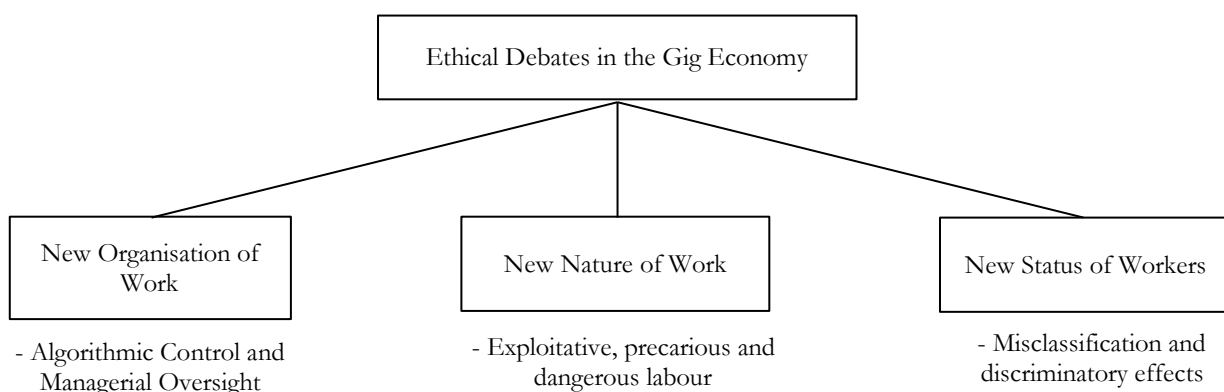 Ethical Debates in the Gig Economy
New Organisation of
Work
- Algorithmic Control and
Managerial Oversight
New Nature of Work
- Exploitative, precarious and
dangerous labour
New Status of Workers
- Misclassification and
discriminatory effects